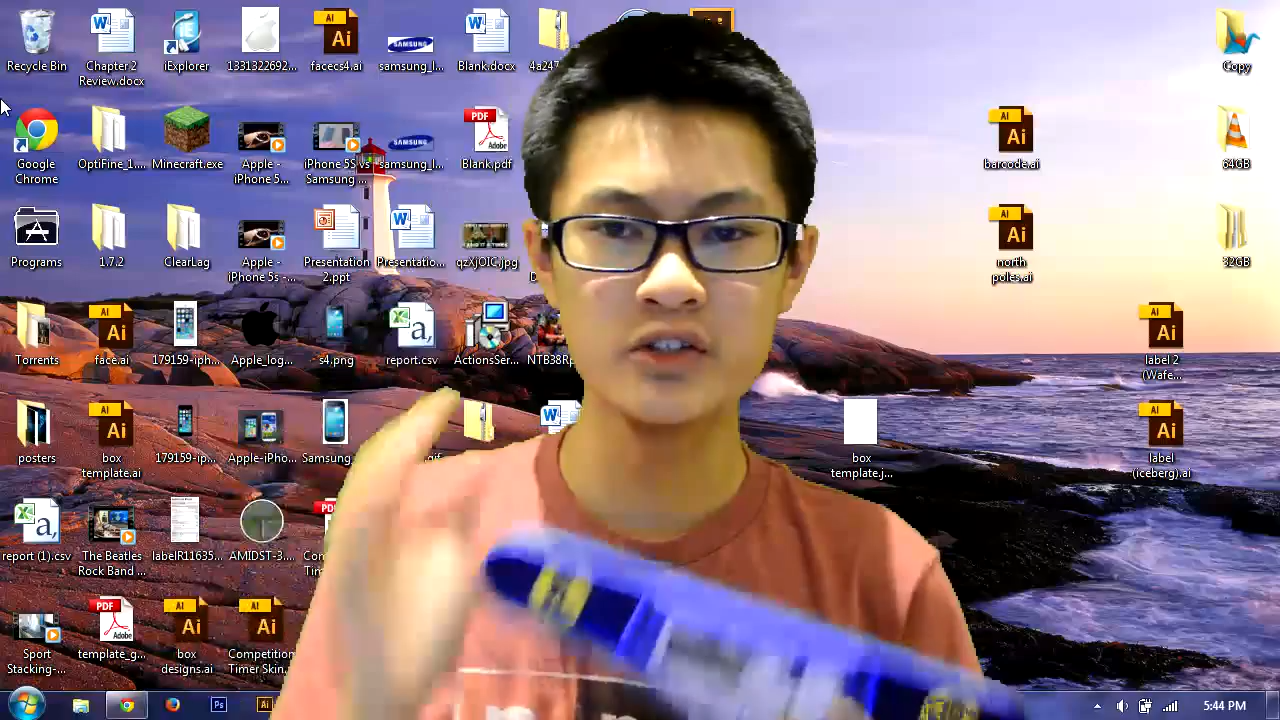 Recycle Bin
Chapter 2
Review.docx
iExplorer
1331322692...
facecs4.ai
samsung_l...
Blank.docx
4a247
Copy
Google
Chrome
OptiFine_1....
Minecraft.exe
Apple -
iPhone 5...
iPhone 5S vs
Samsung ...
samsung_l...
Blank.pdf
barcode.ai
64GB
Programs
1.7.2
ClearLag
Apple -
iPhone 5s -...
Presentation
2.ppt
Presentatio...
qzXjOIC.jpg
north
poles.ai
32GB
Torrents
face.ai
179159-iph...
Apple_log...
s4.png
report.csv
ActionsSer...
NTB38R
label 2
(Wafe...
posters
box
template.ai
179159-ip...
Apple-iPho...
Samsung_
gif
box
template.j...
label
(iceberg).ai
report (1).csv
The Beatles
Rock Band ...
labelR11635...
AMIDST-3...
Sport
Stacking-...
template_g...
box
designs.ai
Competition
Timer Skin
5:44 PM